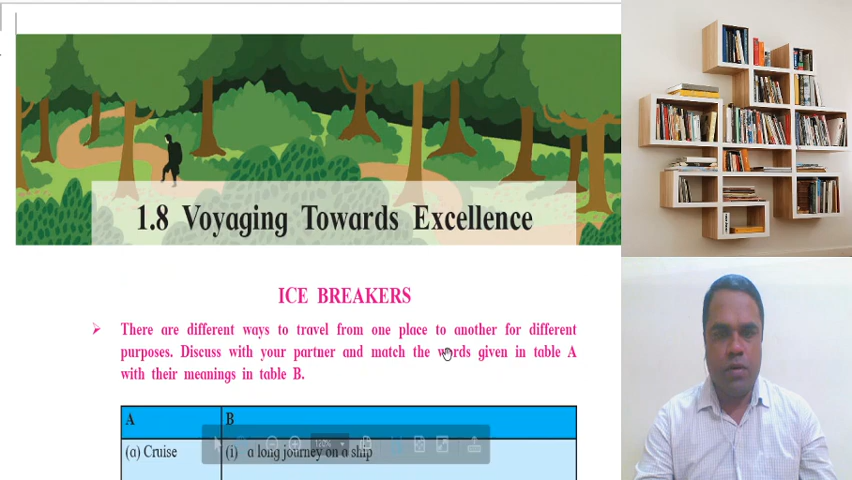 1.8 Voyaging Towards Excellence
ICE BREAKERS
There are different ways to travel from one place to another for different
purposes. Discuss with your partner and match the words given in table A
with their meanings in table B.
A B
(a) Cruise (i) a long journey on a ship